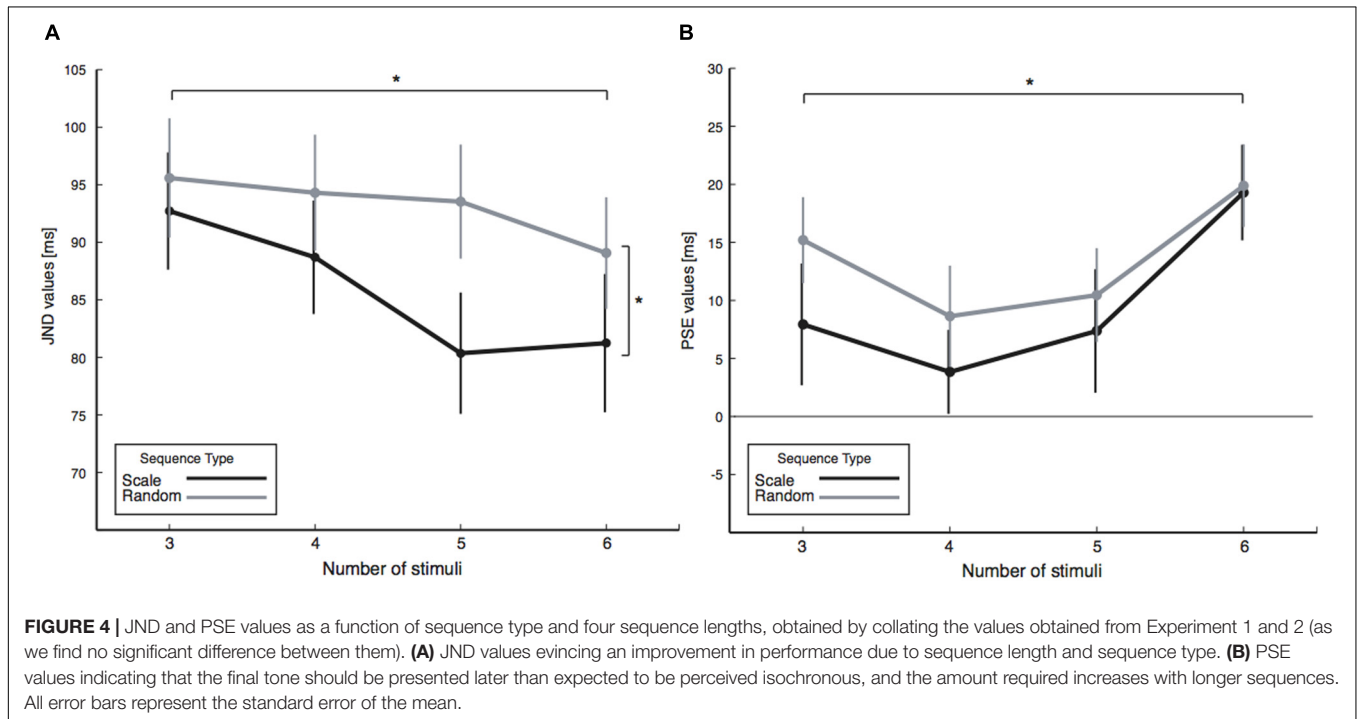 A
105
100
95
90
85
80
75
70
JND values [ms]
*
*
Sequence Type
Scale
Random
3 4 5 6
Number of stimuli
B
30
25
20
15
10
5
0
-5
PSE values [ms]
*
Sequence Type
Scale
Random
3 4 5 6
Number of stimuli
FIGURE 4 | JND and PSE values as a function of sequence type and four sequence lengths, obtained by collating the values obtained from Experiment 1 and 2 (as
we find no significant difference between them). (A) JND values evincing an improvement in performance due to sequence length and sequence type. (B) PSE
values indicating that the final tone should be presented later than expected to be perceived isochronous, and the amount required increases with longer sequences.
All error bars represent the standard error of the mean.